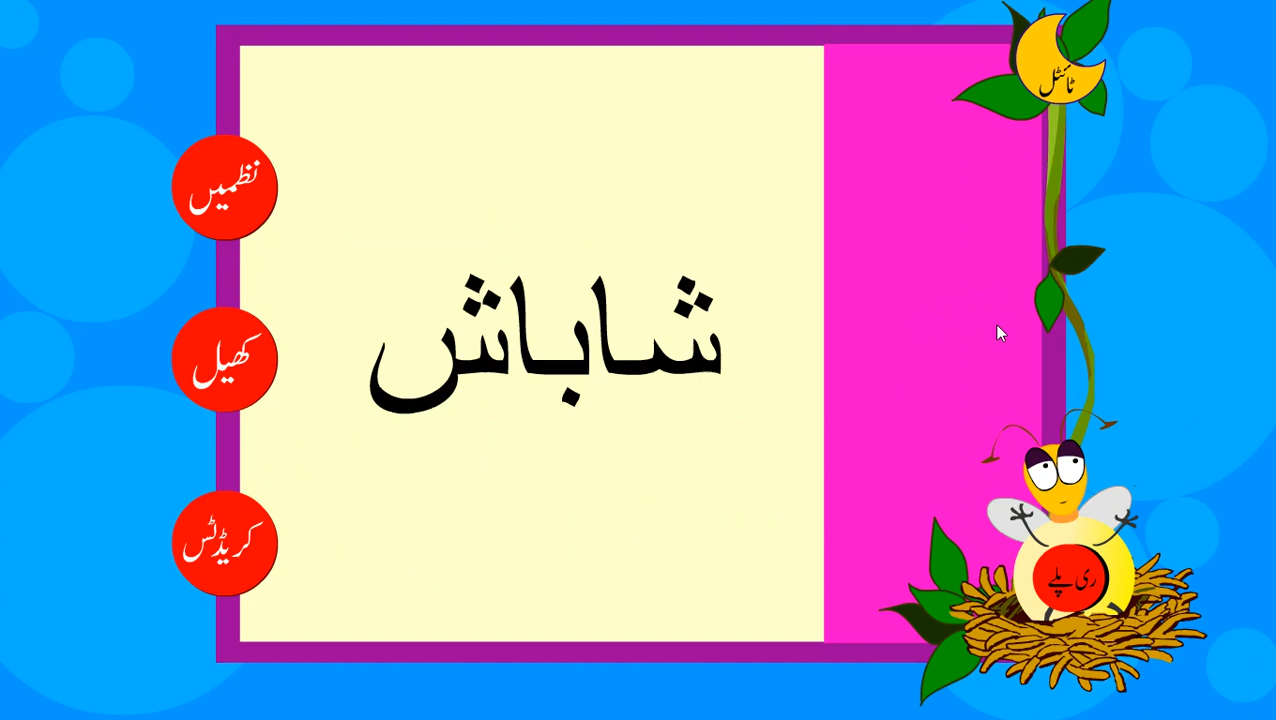 ٹائٹل
نظمیں
شاباش
کھیل
کریڈٹس
ری پلے